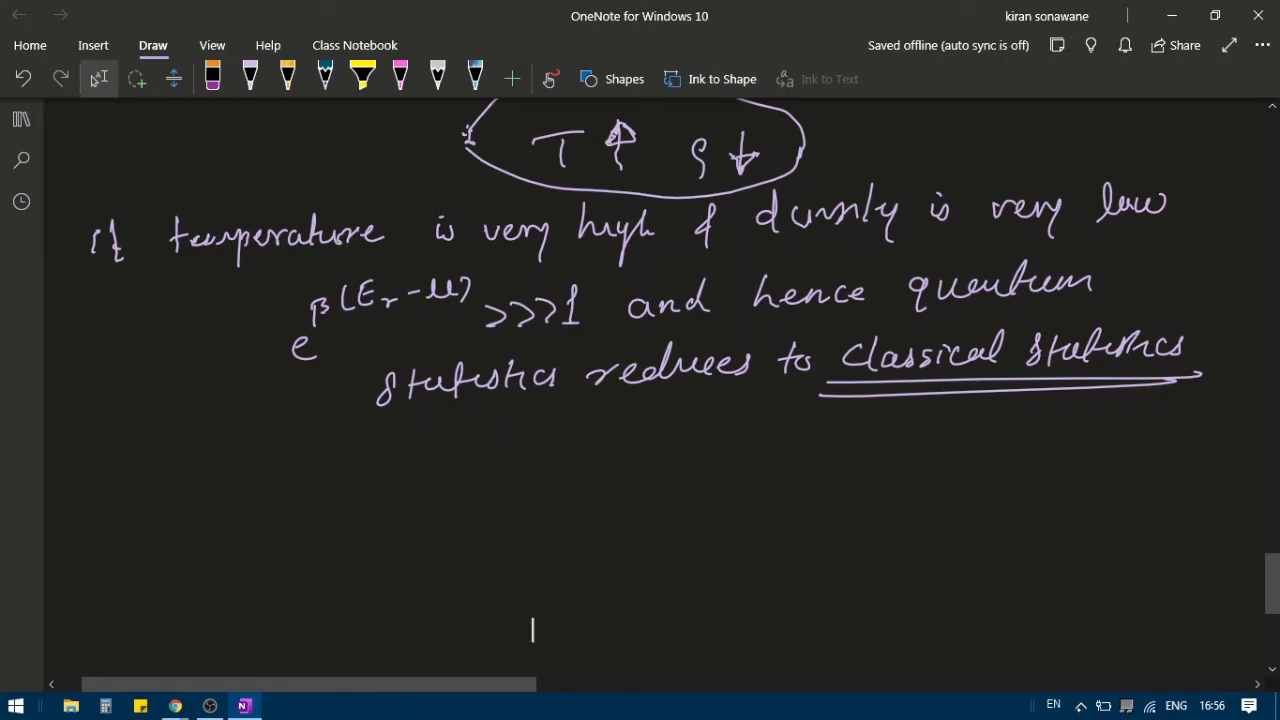 OneNote for Windows 10
kiran sonawane
Home Insert Draw View Help Class Notebook
Saved offline (auto sync is off) Share
Shapes Ink to Shape Ink to Text
T ↑ ρ ↓
if temperature is very high & density is very low
e^β(Er-μ) >>>1 and hence quantum
statistics reduces to classical statistics
EN ENG 16:56